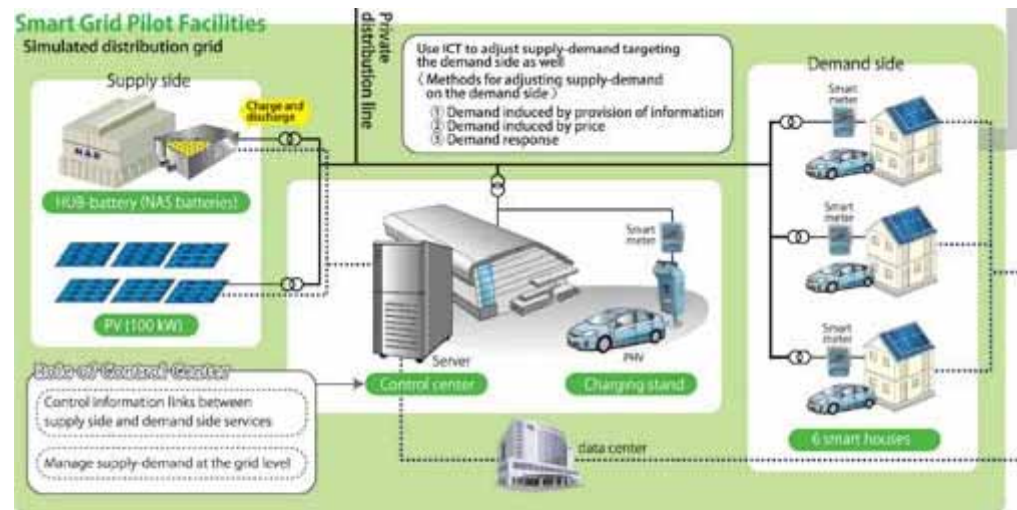 Smart Grid Pilot Facilities
Simulated distribution grid
Private
distribution line
Supply side
Charge and
discharge
NAS
HUB-battery (NAS batteries)
PV (100 kW)
Use ICT to adjust supply-demand targeting
the demand side as well
(Methods for adjusting supply-demand
on the demand side)
① Demand induced by provision of information
② Demand induced by price
③ Demand response
Smart
meter
Server
Control center
PHV
Charging stand
Role of Control Center
Control information links between
supply side and demand side services
Manage supply-demand at the grid level
data center
Demand side
Smart
meter
Smart
meter
Smart
meter
6 smart houses